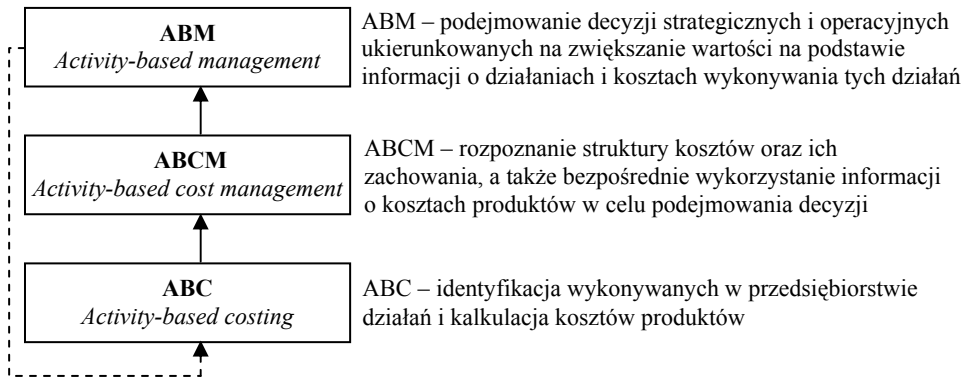 ABM
Activity-based management
ABM – podejmowanie decyzji strategicznych i operacyjnych
ukierunkowanych na zwiększanie wartości na podstawie
informacji o działaniach i kosztach wykonywania tych działań
ABCM
Activity-based cost management
ABCM – rozpoznanie struktury kosztów oraz ich
zachowania, a także bezpośrednie wykorzystanie informacji
o kosztach produktów w celu podejmowania decyzji
ABC
Activity-based costing
ABC – identyfikacja wykonywanych w przedsiębiorstwie
działań i kalkulacja kosztów produktów